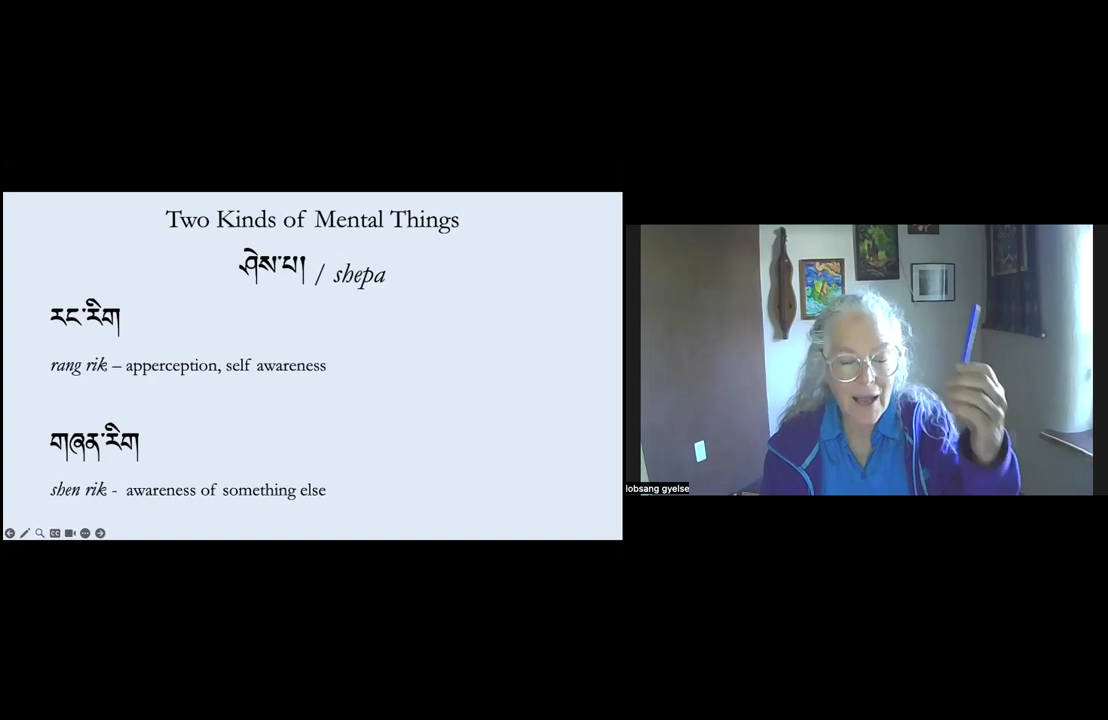 Two Kinds of Mental Things
ཤེས་པ། / shepa
རང་རིག
rang rik – apperception, self awareness
གཞན་རིག
shen rik - awareness of something else
lobsang gyelse